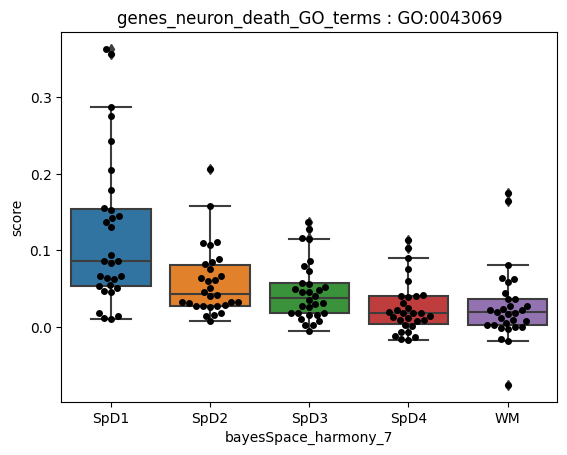 genes_neuron_death_GO_terms : GO:0043069
score
0.3
0.2
0.1
0.0
SpD1 SpD2 SpD3 SpD4 WM
bayesSpace_harmony_7